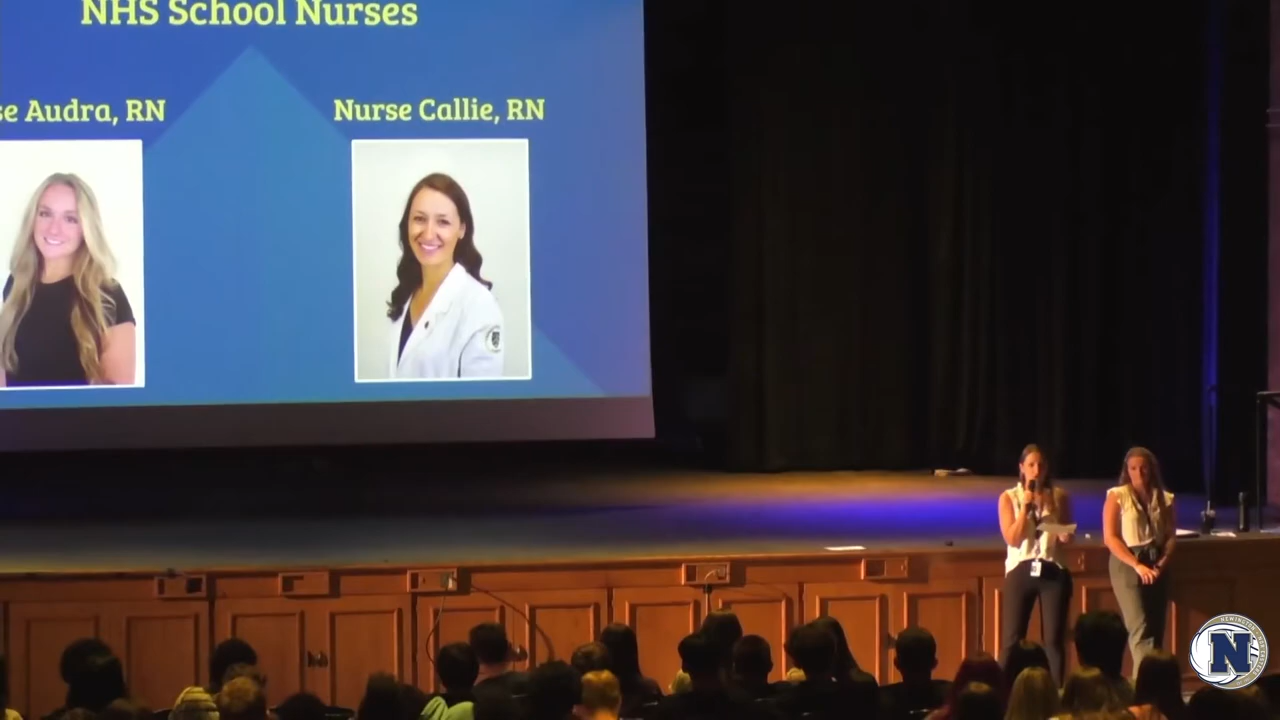 NHS School Nurses
se Audra, RN
Nurse Callie, RN
N